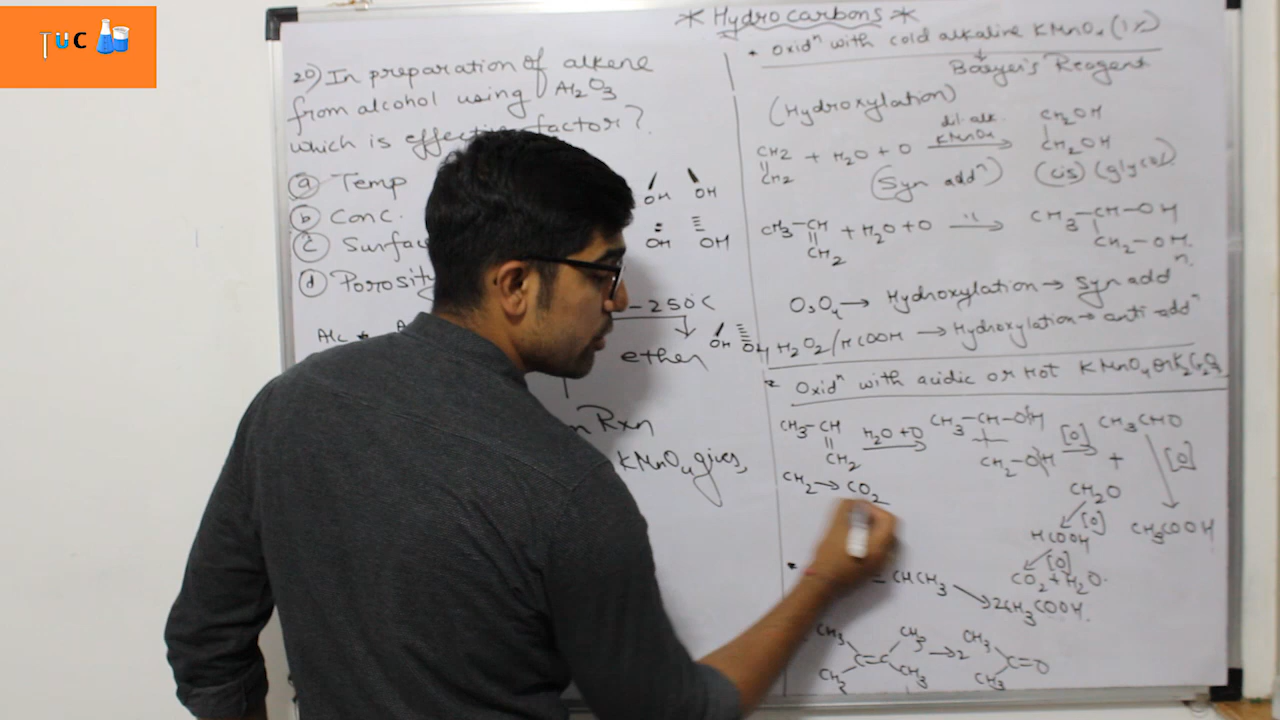 TUC
* Hydrocarbons *
20) In preparation of alkene
from alcohol using Al2O3
which is effective factor?
(a) Temp
(b) Conc.
(c) Surfac
(d) Porosity
Alc
OH OH
OH OH
-250°C
ether
OH OH
n Rxn
KMnO4 gives,
* Oxidn with cold alkaline KMnO4 (1%)
Baeyer's Reagent
(Hydroxylation)
CH2=CH2 + H2O + O dil. alk. KMnO4 → CH2OH CH2OH
(Syn addn) (cis) (glycol)
CH3-CH=CH2 + H2O + O → CH3-CH-OH
CH2-OH
OsO4 → Hydroxylation → Syn addn
H2O2/HCOOH → Hydroxylation → anti addn
* Oxidn with acidic or Hot KMnO4 or K2Cr2O7
CH3-CH=CH2 H2O + O → CH3-CH-OH CH2-OH [O] → CH3CHO + CH2O
CH2 → CO2
[O]
CH3COOH
[O]
HCOOH
[O]
CO2 + H2O.
CHCH3 → 2CH3COOH.
CH3 CH3 C=C CH3 CH3 → 2 CH3 CH3 C=O